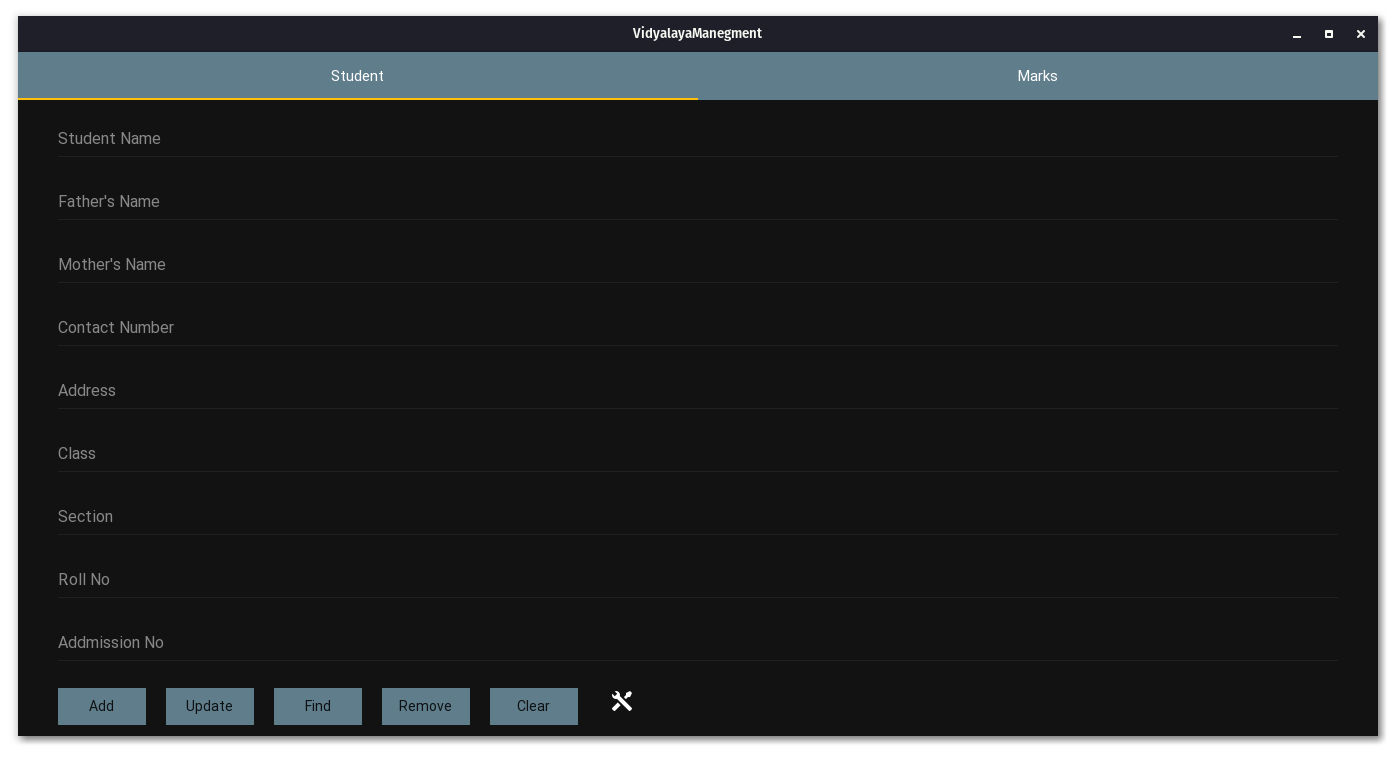 VidyalayaManegment
Student Marks
Student Name
Father's Name
Mother's Name
Contact Number
Address
Class
Section
Roll No
Addmission No
Add Update Find Remove Clear